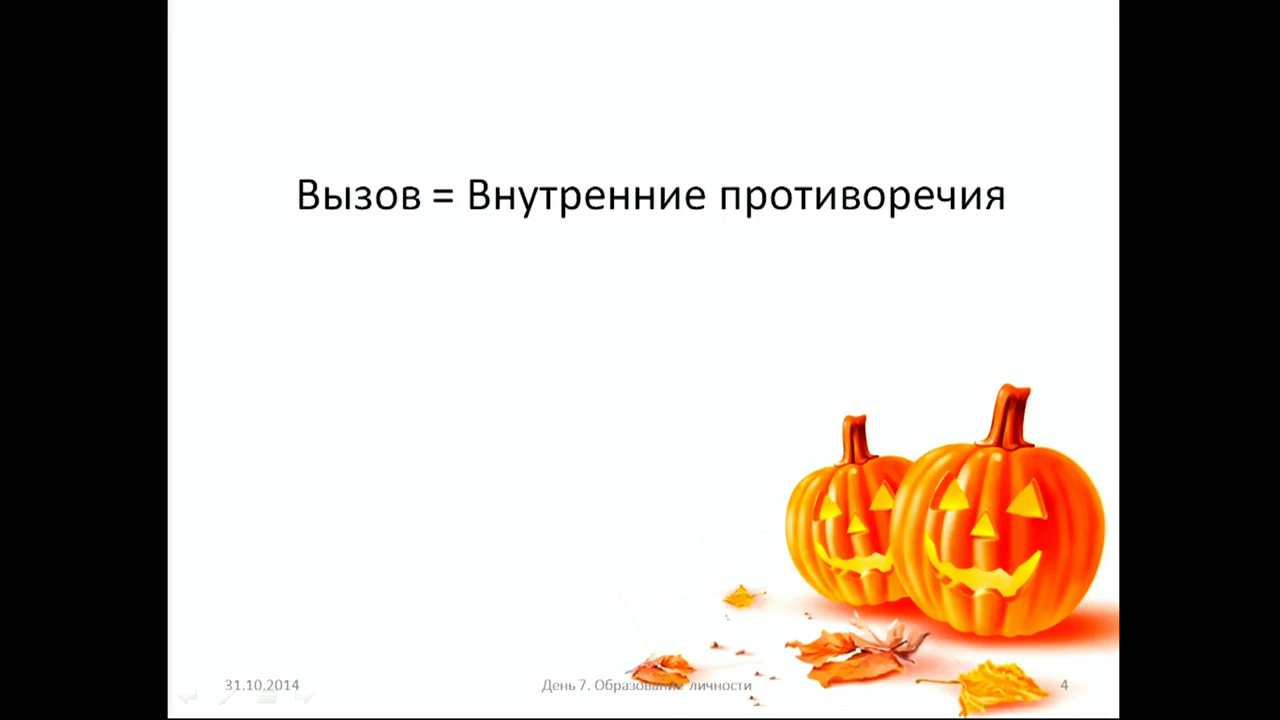 Вызов = Внутренние противоречия
31.10.2014
День 7. Образование личности
4